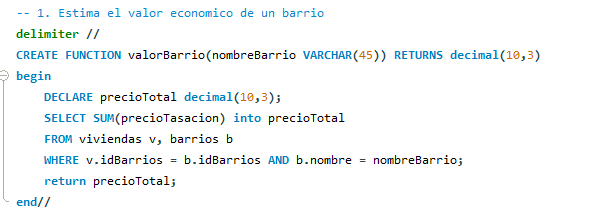 -- 1. Estima el valor economico de un barrio
delimiter //
CREATE FUNCTION valorBarrio(nombreBarrio VARCHAR(45)) RETURNS decimal(10,3)
begin
DECLARE precioTotal decimal(10,3);
SELECT SUM(precioTasacion) into precioTotal
FROM viviendas v, barrios b
WHERE v.idBarrios = b.idBarrios AND b.nombre = nombreBarrio;
return precioTotal;
end//